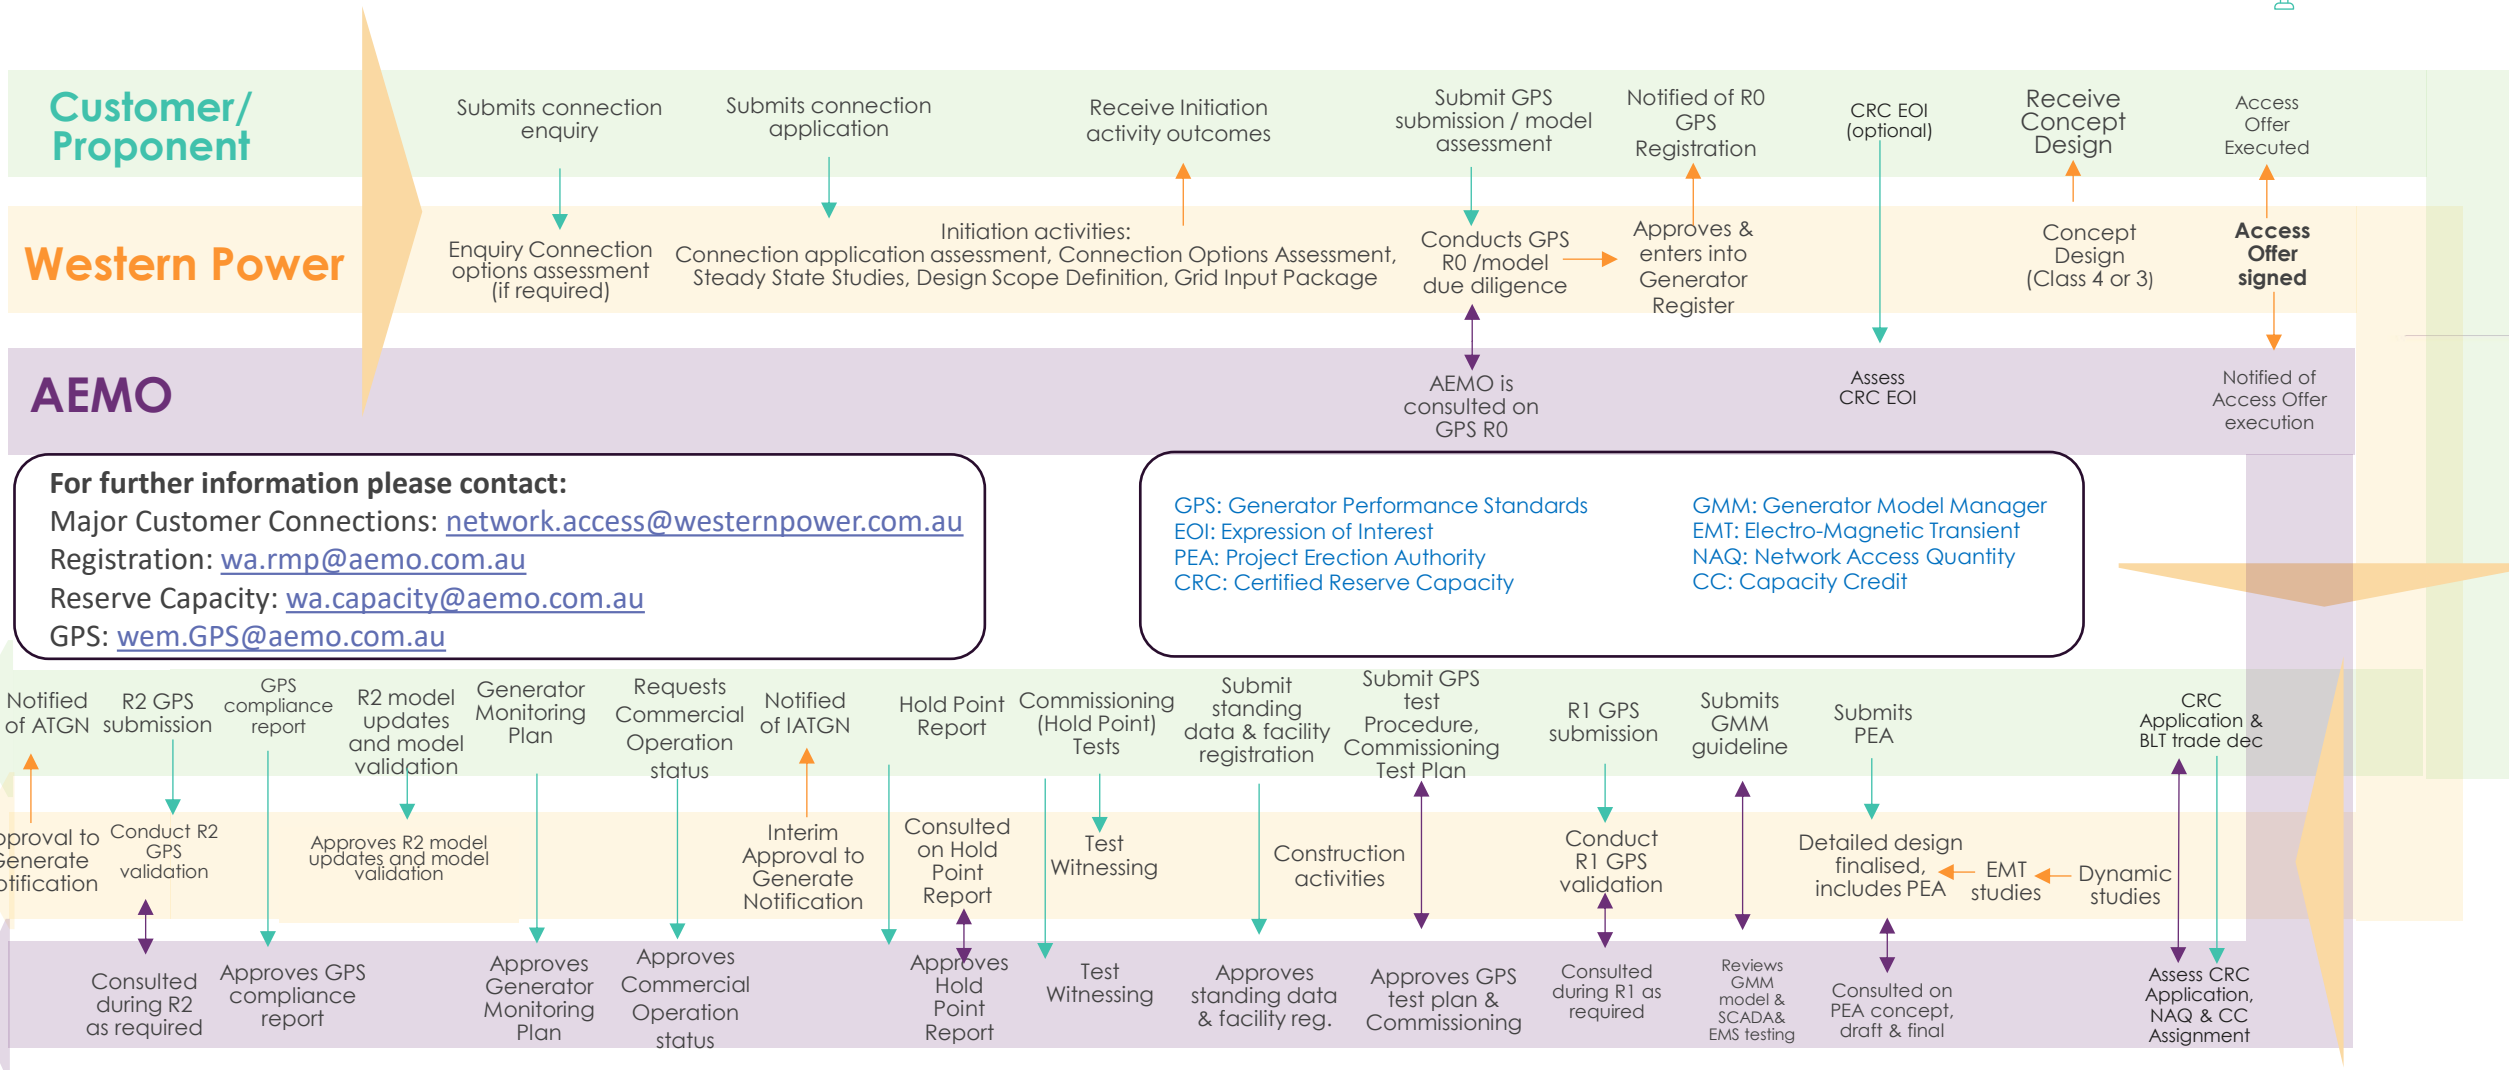 Customer/
Proponent
Submits connection
enquiry
Submits connection
application
Receive Initiation
activity outcomes
Submit GPS
submission / model
assessment
Notified of R0
GPS
Registration
CRC EOI
(optional)
Receive
Concept
Design
Access
Offer
Executed
Western Power
Enquiry Connection
options assessment
(if required)
Initiation activities:
Connection application assessment, Connection Options Assessment,
Steady State Studies, Design Scope Definition, Grid Input Package
Conducts GPS
R0 /model
due diligence
Approves &
enters into
Generator
Register
Concept
Design
(Class 4 or 3)
Access
Offer
signed
AEMO
AEMO is
consulted on
GPS R0
Assess
CRC EOI
Notified of
Access Offer
execution
For further information please contact:
Major Customer Connections: network.access@westernpower.com.au
Registration: wa.rmp@aemo.com.au
Reserve Capacity: wa.capacity@aemo.com.au
GPS: wem.GPS@aemo.com.au
GPS: Generator Performance Standards
EOI: Expression of Interest
PEA: Project Erection Authority
CRC: Certified Reserve Capacity
GMM: Generator Model Manager
EMT: Electro-Magnetic Transient
NAQ: Network Access Quantity
CC: Capacity Credit
Notified
of ATGN
R2 GPS
submission
GPS
compliance
report
R2 model
updates
and model
validation
Generator
Monitoring
Plan
Requests
Commercial
Operation
status
Notified
of IATGN
Hold Point
Report
Commissioning
(Hold Point)
Tests
Submit
standing
data & facility
registration
Submit GPS
test
Procedure,
Commissioning
Test Plan
R1 GPS
submission
Submits
GMM
guideline
Submits
PEA
CRC
Application &
BLT trade dec
pproval to
Generate
otification
Conduct R2
GPS
validation
Approves R2 model
updates and model
validation
Interim
Approval to
Generate
Notification
Consulted
on Hold
Point
Report
Test
Witnessing
Construction
activities
Conduct
R1 GPS
validation
Detailed design
finalised,
includes PEA
EMT
studies
Dynamic
studies
Consulted
during R2
as required
Approves GPS
compliance
report
Approves
Generator
Monitoring
Plan
Approves
Commercial
Operation
status
Approves
Hold
Point
Report
Test
Witnessing
Approves
standing data
& facility reg.
Approves GPS
test plan &
Commissioning
Consulted
during R1 as
required
Reviews
GMM
model &
SCADA&
EMS testing
Consulted on
PEA concept,
draft & final
Assess CRC
Application,
NAQ & CC
Assignment